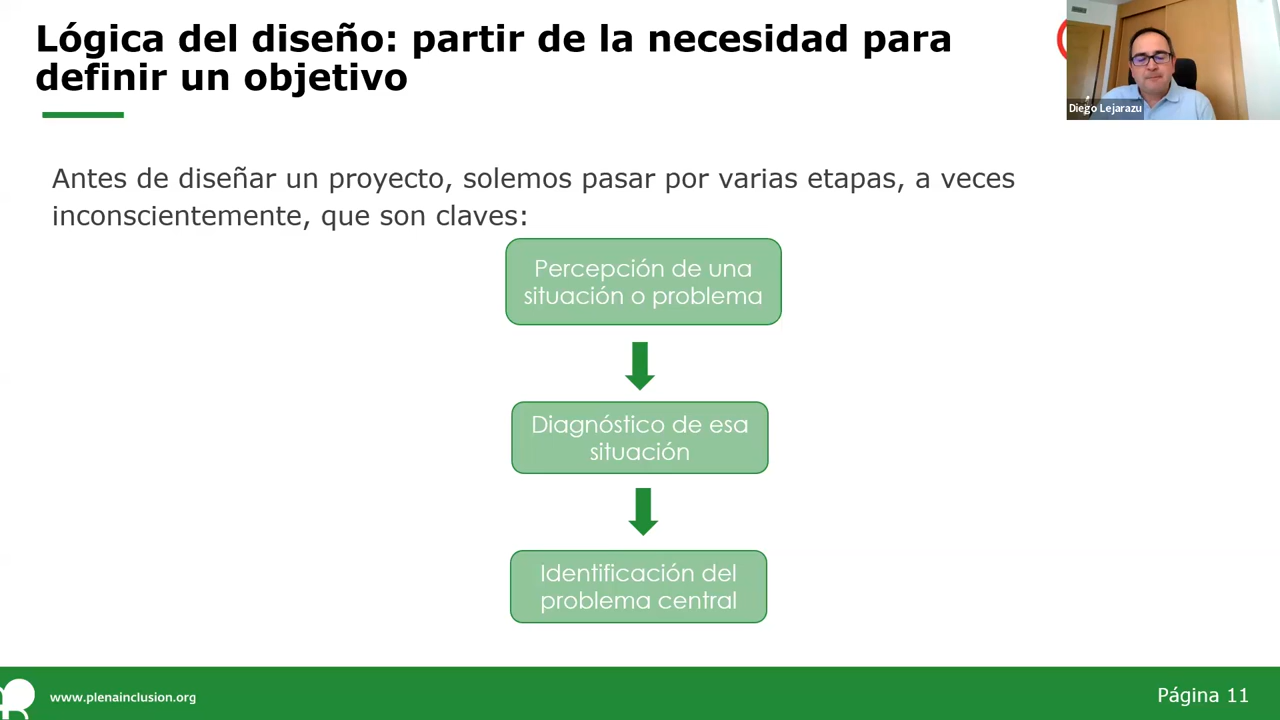 Lógica del diseño: partir de la necesidad para
definir un objetivo
Diego Lejarazu
Antes de diseñar un proyecto, solemos pasar por varias etapas, a veces
inconscientemente, que son claves:
Percepción de una
situación o problema
Diagnóstico de esa
situación
Identificación del
problema central
www.plenainclusion.org
Página 11